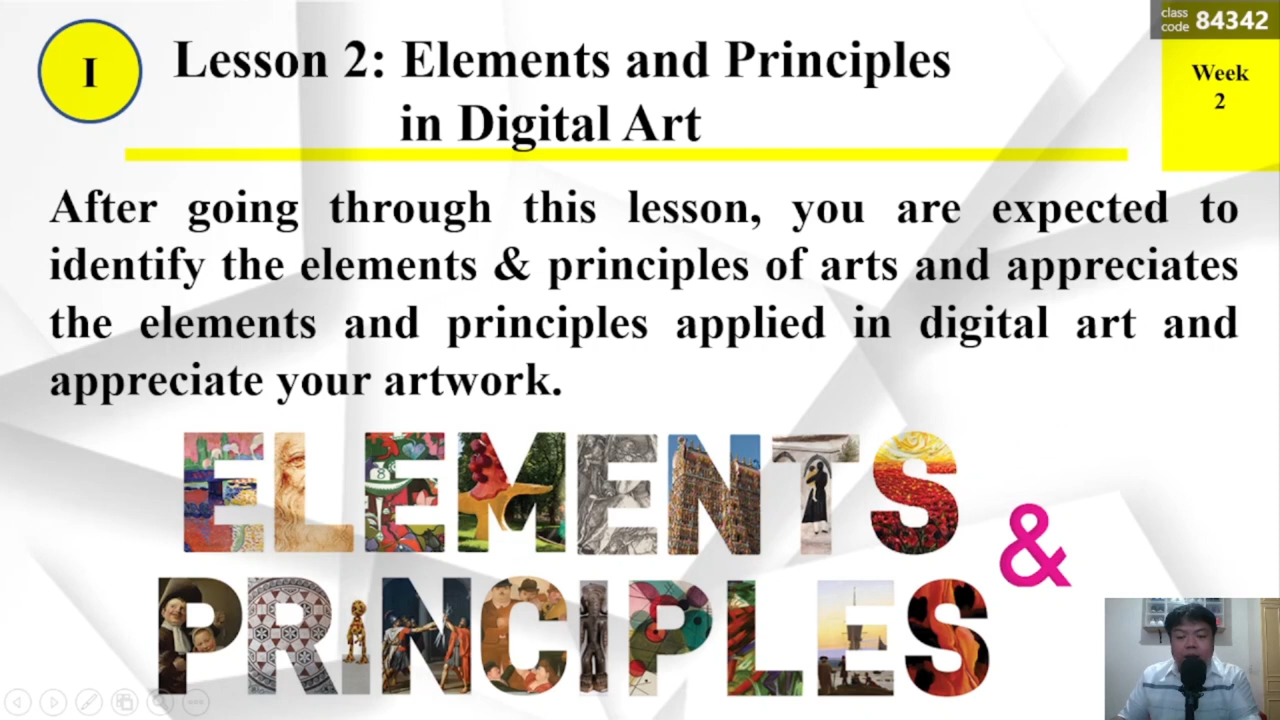 class
code 84342
I
Lesson 2: Elements and Principles
in Digital Art
Week
2
After going through this lesson, you are expected to
identify the elements & principles of arts and appreciates
the elements and principles applied in digital art and
appreciate your artwork.
ELEMENTS
&
PRINCIPLES